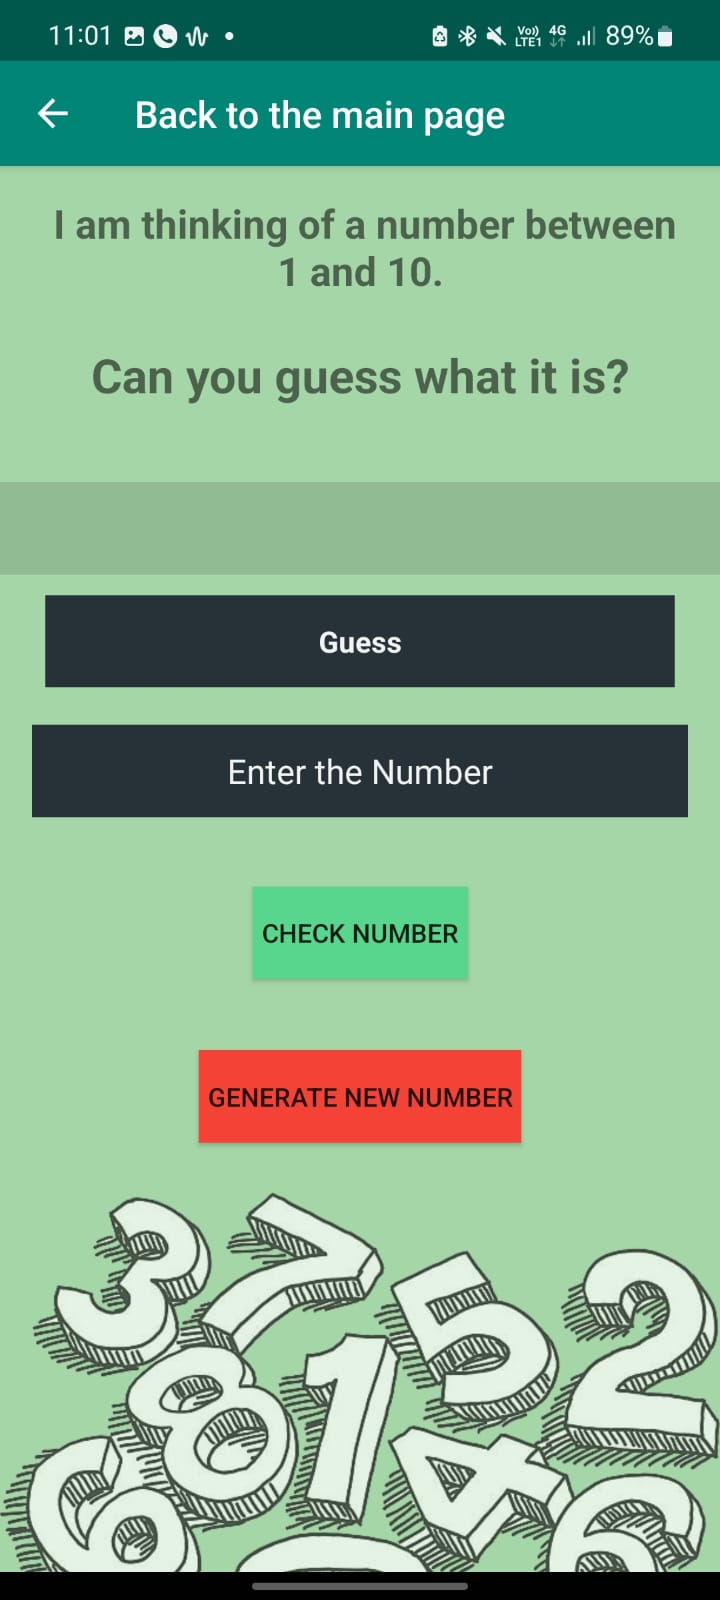 11:01
Vo)) LTE1 4G 89%
Back to the main page
I am thinking of a number between
1 and 10.
Can you guess what it is?
Guess
Enter the Number
CHECK NUMBER
GENERATE NEW NUMBER
3 7 5 2
8 1
6 4 6